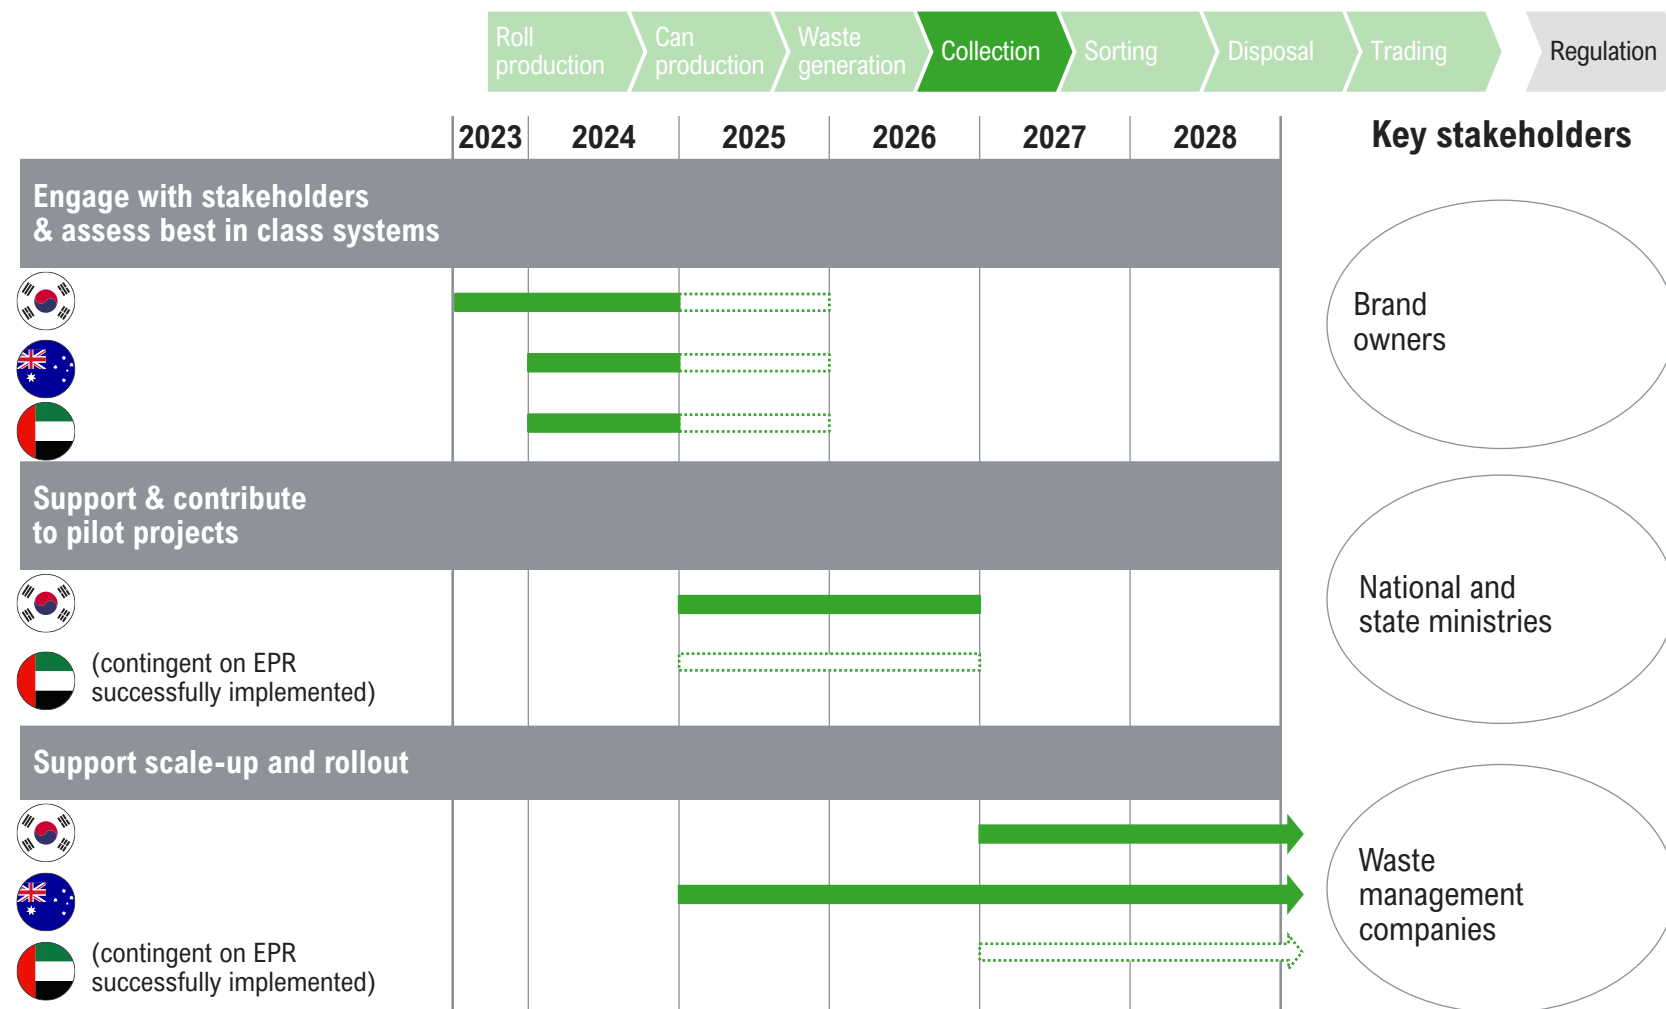 Roll
production
Can
production
Waste
generation
Collection
Sorting
Disposal
Trading
Regulation
2023 2024 2025 2026 2027 2028
Key stakeholders
Engage with stakeholders
& assess best in class systems
Brand
owners
Support & contribute
to pilot projects
(contingent on EPR
successfully implemented)
National and
state ministries
Support scale-up and rollout
(contingent on EPR
successfully implemented)
Waste
management
companies